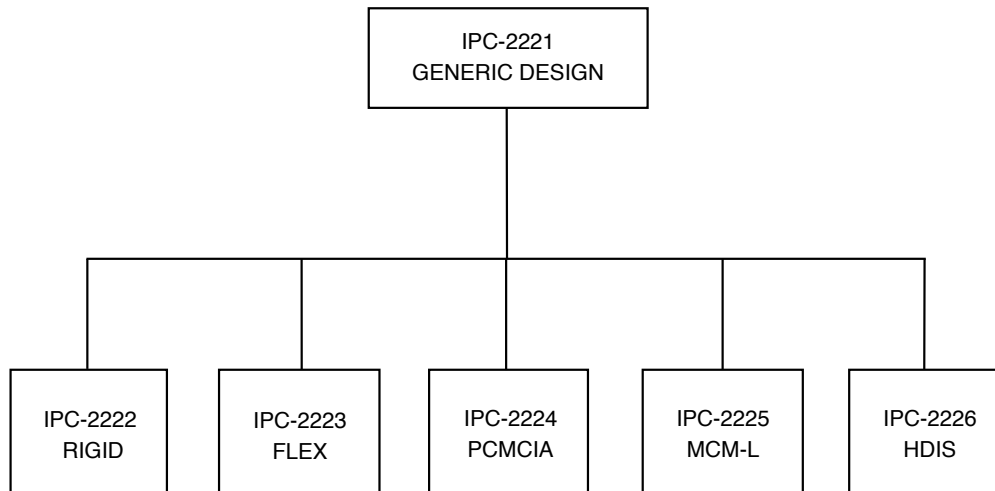 IPC-2221
GENERIC DESIGN
IPC-2222
RIGID
IPC-2223
FLEX
IPC-2224
PCMCIA
IPC-2225
MCM-L
IPC-2226
HDIS